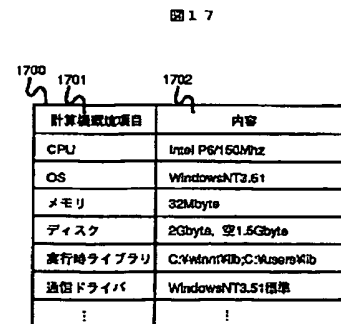 図17
1700
1701
1702
計算機環境項目 内容
CPU Intel P6/150Mhz
OS WindowsNT3.51
メモリ 32Mbyte
ディスク 2Gbyte, 空1.5Gbyte
実行時ライブラリ C:¥winnt¥lib;C:¥users¥lib
通信ドライバ WindowsNT3.51標準
⋮ ⋮